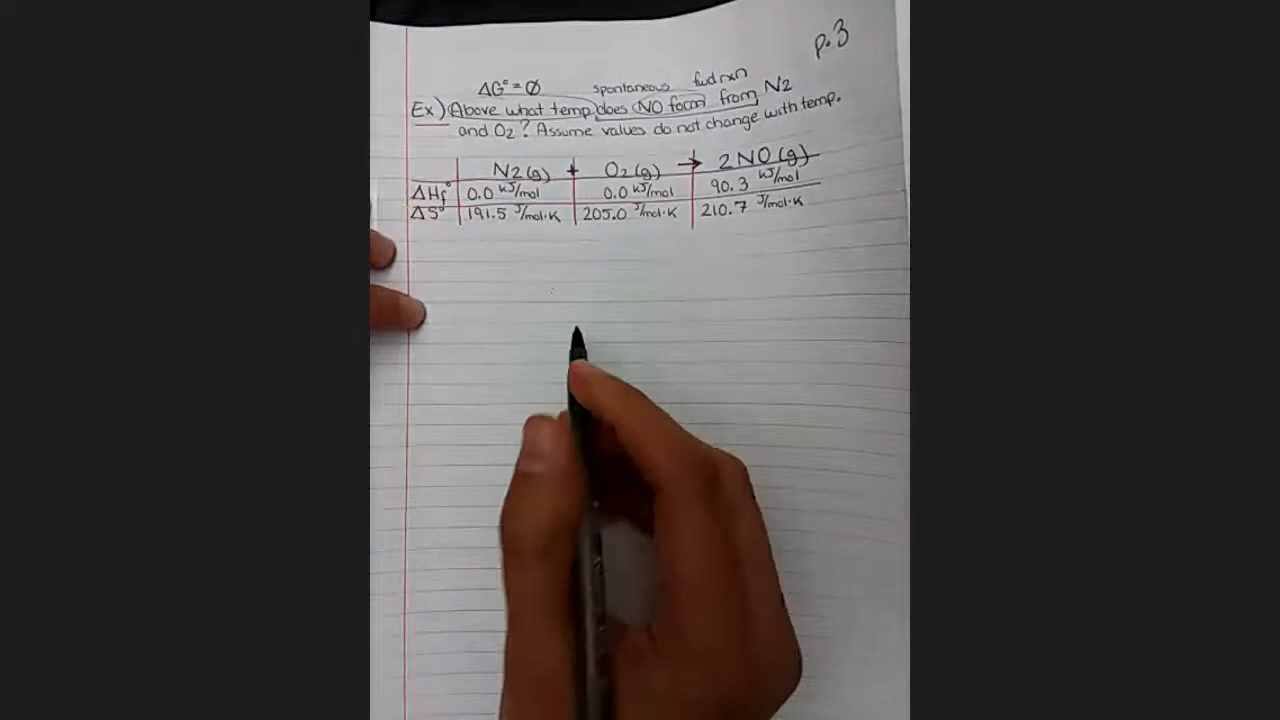 p.3
ΔG° = ∅ spontaneous fwd rxn
Ex) Above what temp does NO form from N2
and O2? Assume values do not change with temp.
N2(g) + O2(g) → 2 NO(g)
ΔHf° 0.0 kJ/mol 0.0 kJ/mol 90.3 kJ/mol
ΔS° 191.5 J/mol·K 205.0 J/mol·K 210.7 J/mol·K